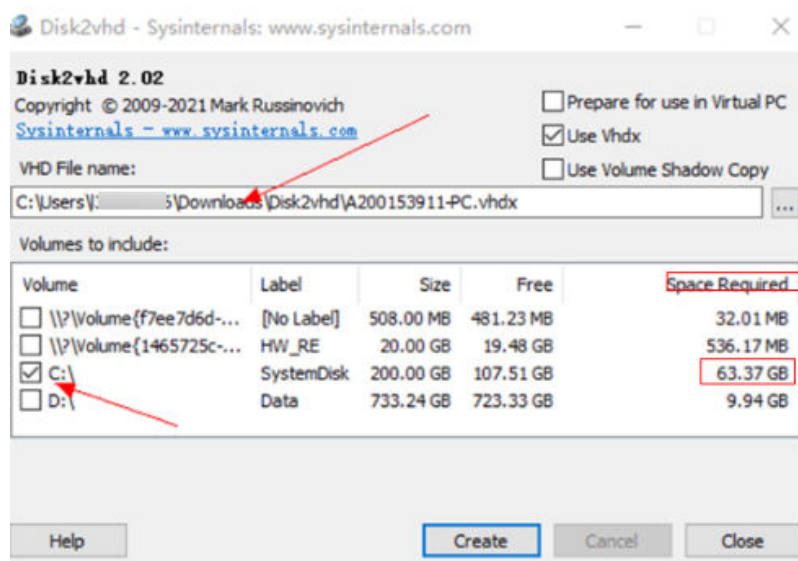 Disk2vhd - Sysinternals: www.sysinternals.com
Disk2vhd 2.02
Copyright © 2009-2021 Mark Russinovich
Sysinternals - www.sysinternals.com
Prepare for use in Virtual PC
Use Vhdx
Use Volume Shadow Copy
VHD File name:
C:\Users\ \Downloads\Disk2vhd\A200153911-PC.vhdx ...
Volumes to include:
Volume Label Size Free Space Required
\\?\Volume{f7ee7d6d-... [No Label] 508.00 MB 481.23 MB 32.01 MB
\\?\Volume{1465725c-... HW_RE 20.00 GB 19.48 GB 536.17 MB
C:\ SystemDisk 200.00 GB 107.51 GB 63.37 GB
D:\ Data 733.24 GB 723.33 GB 9.94 GB
Help Create Cancel Close